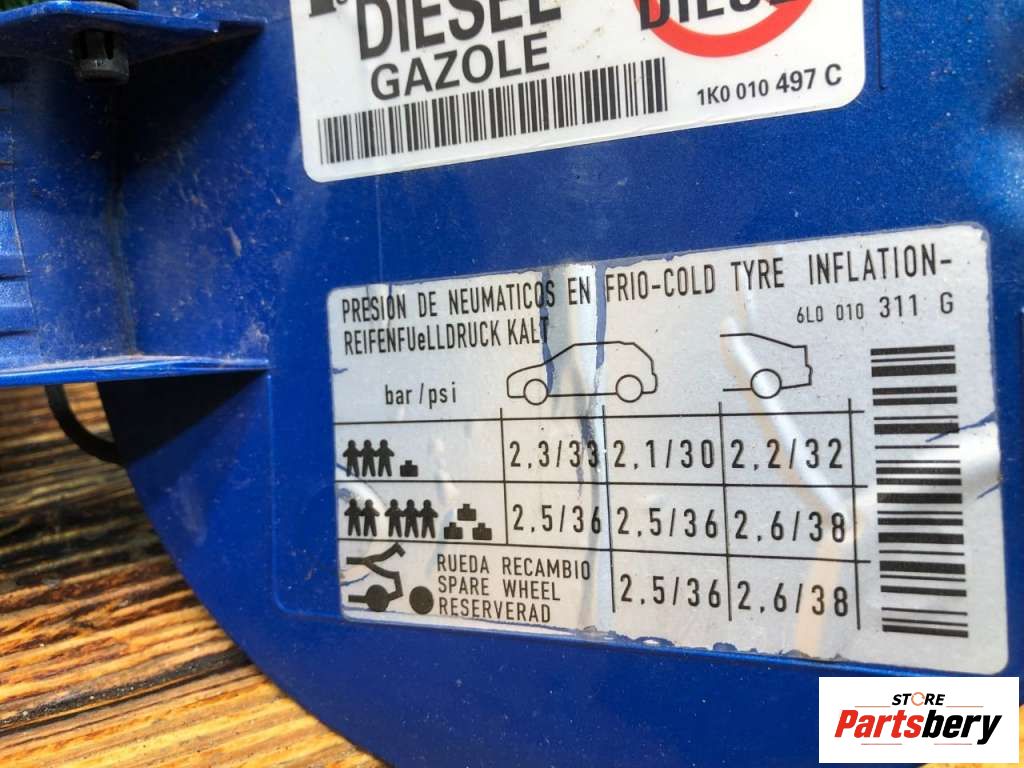 DIESEL
GAZOLE
1K0 010 497 C
PRESION DE NEUMATICOS EN FRIO-COLD TYRE INFLATION-
REIFENFUeLLDRUCK KALT
6L0 010 311 G
bar/psi
2,3/33 2,1/30 2,2/32
2,5/36 2,5/36 2,6/38
RUEDA RECAMBIO
SPARE WHEEL
RESERVERAD
2,5/36 2,6/38
STORE
Partsbery